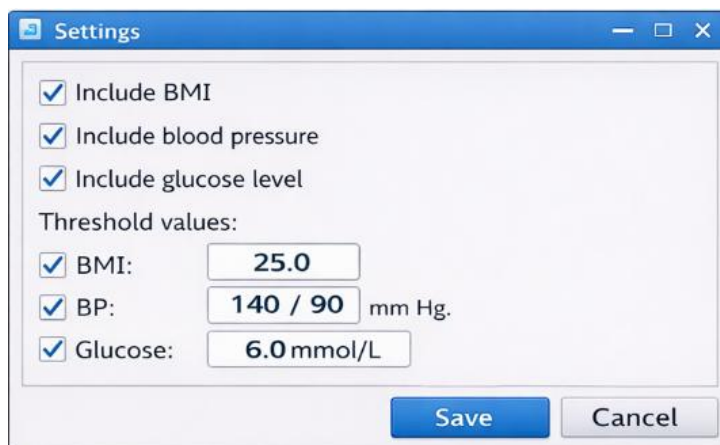 Settings
Include BMI
Include blood pressure
Include glucose level
Threshold values:
BMI: 25.0
BP: 140 / 90 mm Hg.
Glucose: 6.0 mmol/L
Save Cancel